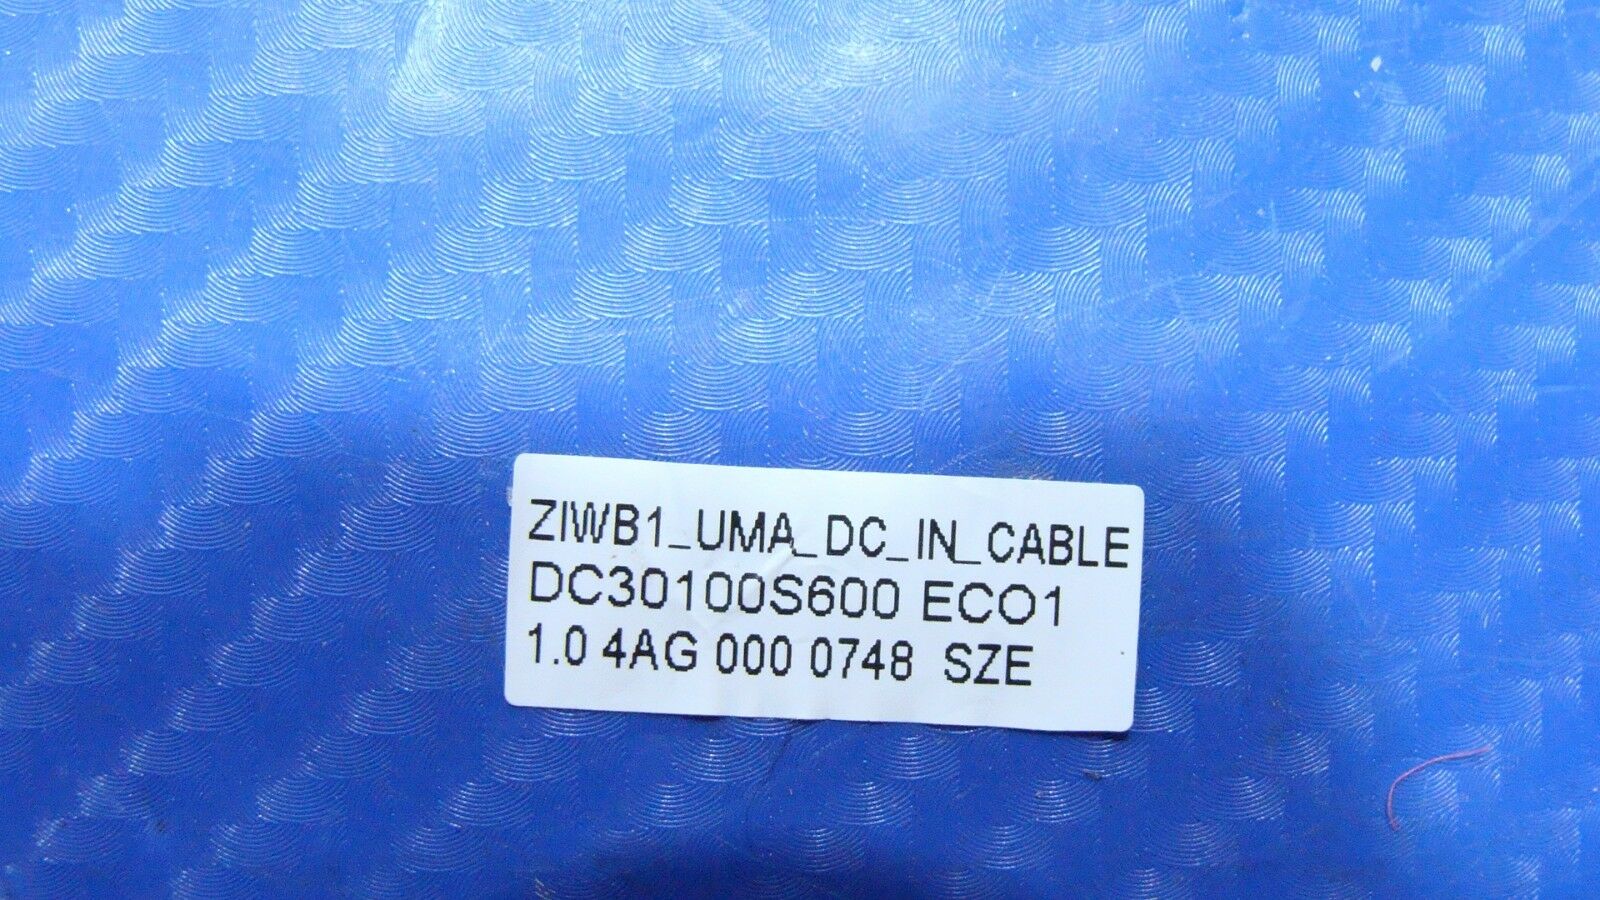 ZIWB1_UMA_DC_IN_CABLE
DC30100S600 ECO1
1.0 4AG 000 0748 SZE